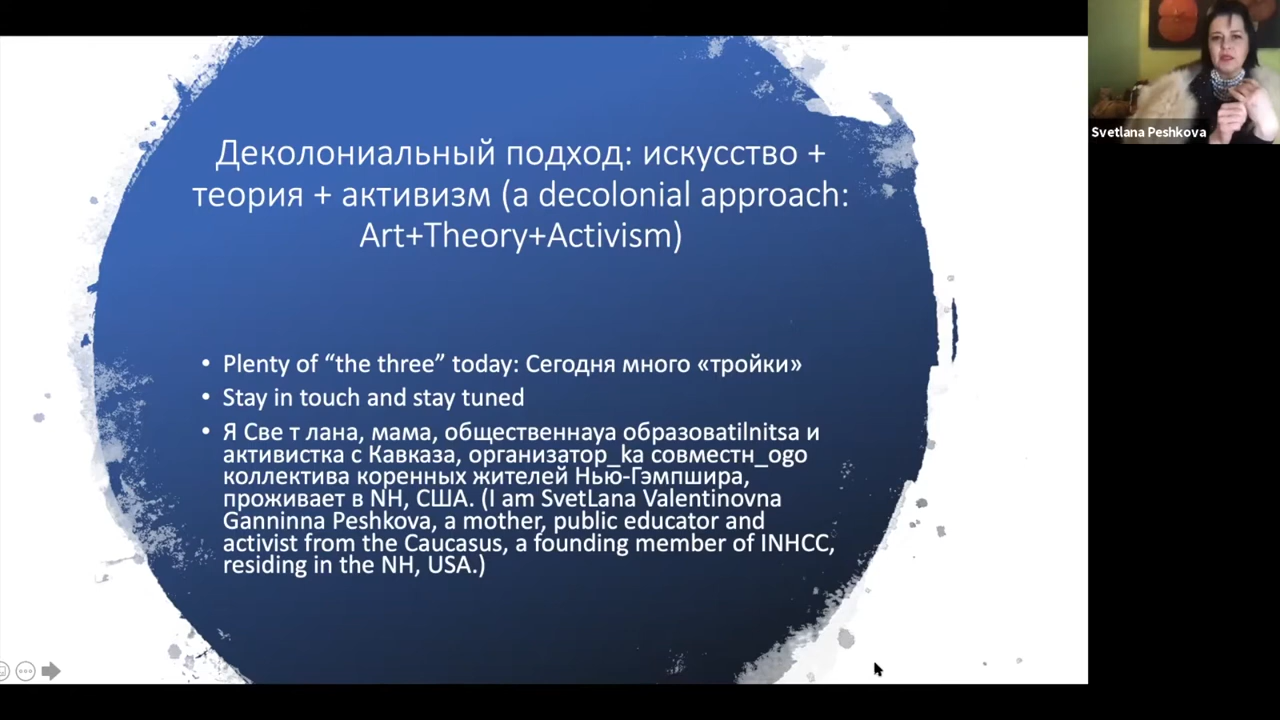 Деколониальный подход: искусство +
теория + активизм (a decolonial approach:
Art+Theory+Activism)
• Plenty of “the three” today: Сегодня много «тройки»
• Stay in touch and stay tuned
• Я Све т лана, мама, общественнауа образоваtilnitsa и
активистка с Кавказа, организатор_ka совместн_ogo
коллектива коренных жителей Нью-Гэмпшира,
проживает в NH, США. (I am SvetLana Valentinovna
Ganninna Peshkova, a mother, public educator and
activist from the Caucasus, a founding member of INHCC,
residing in the NH, USA.)
Svetlana Peshkova